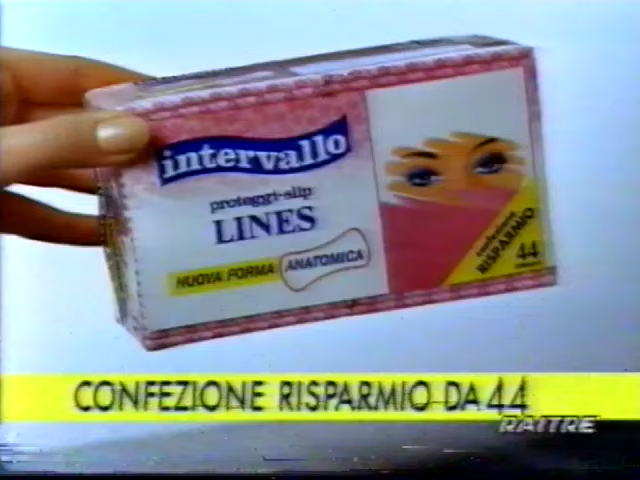 intervallo
proteggi-slip
LINES
NUOVA FORMA ANATOMICA
confezione
RISPARMIO
44
CONFEZIONE RISPARMIO DA 44
RAITRE